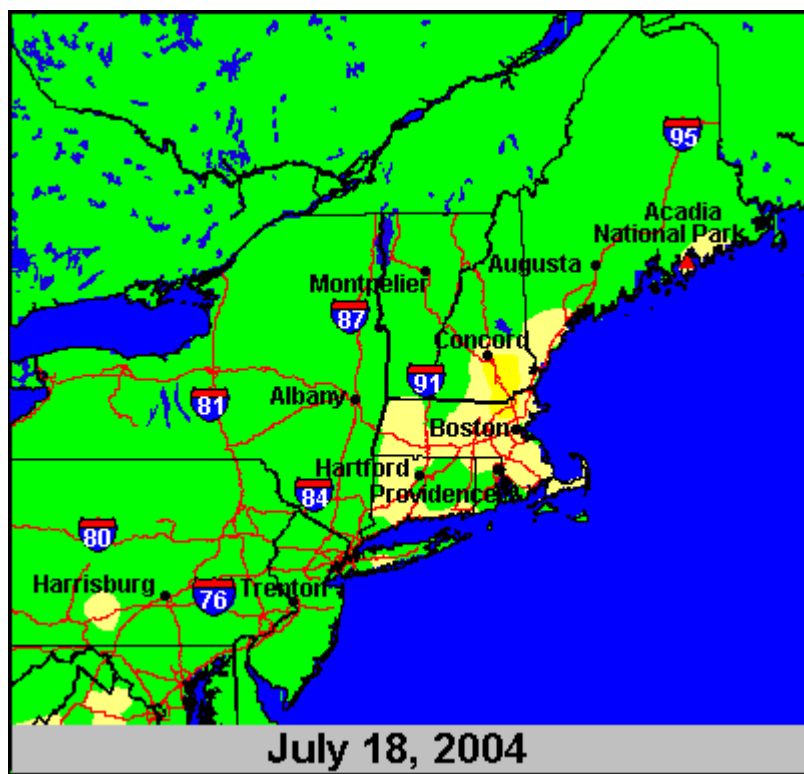 95
Acadia
National Park
Augusta
Montpelier
87
Concord
91
81
Albany
Boston
Hartford
84
Providence
80
Harrisburg
76
Trenton
July 18, 2004